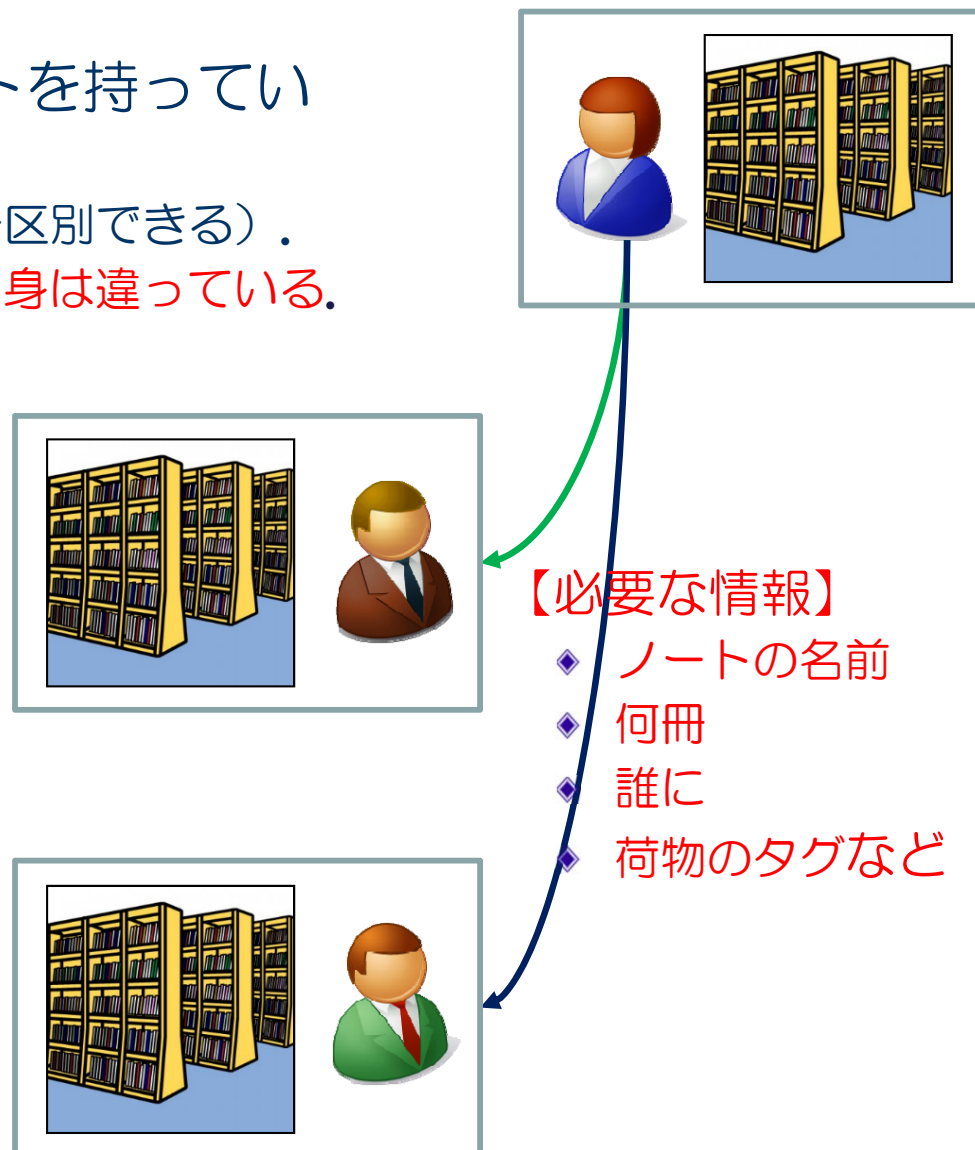 トを持ってい
区別できる）．
身は違っている．
【必要な情報】
ノートの名前
何冊
誰に
荷物のタグなど